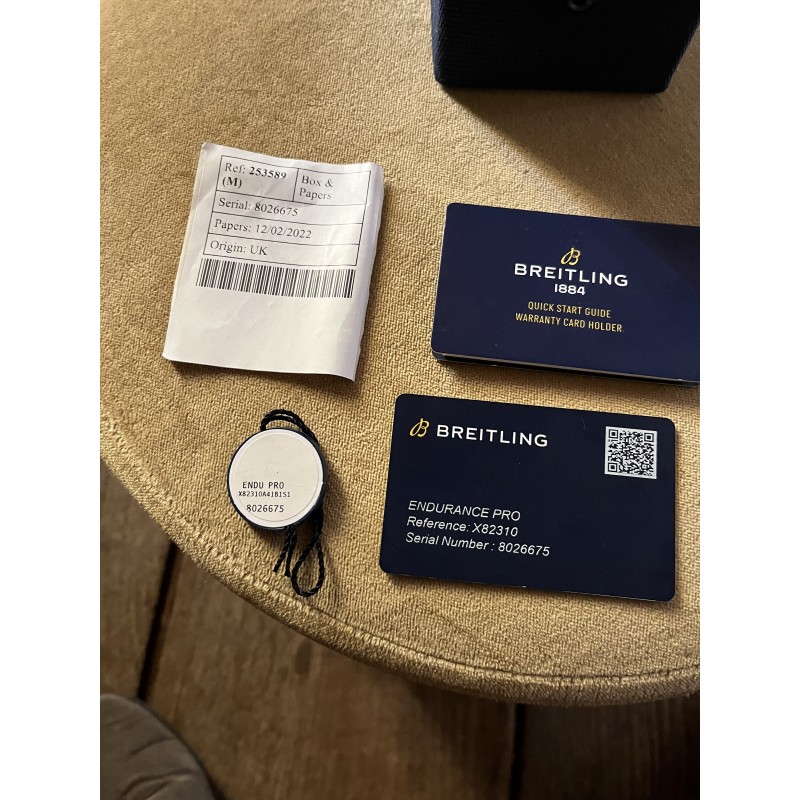 Ref: 253589 (M)
Box & Papers
Serial: 8026675
Papers: 12/02/2022
Origin: UK
B
BREITLING
1884
QUICK START GUIDE
WARRANTY CARD HOLDER
B BREITLING
ENDURANCE PRO
Reference: X82310
Serial Number : 8026675
ENDU PRO
X82310A41B1S1
8026675